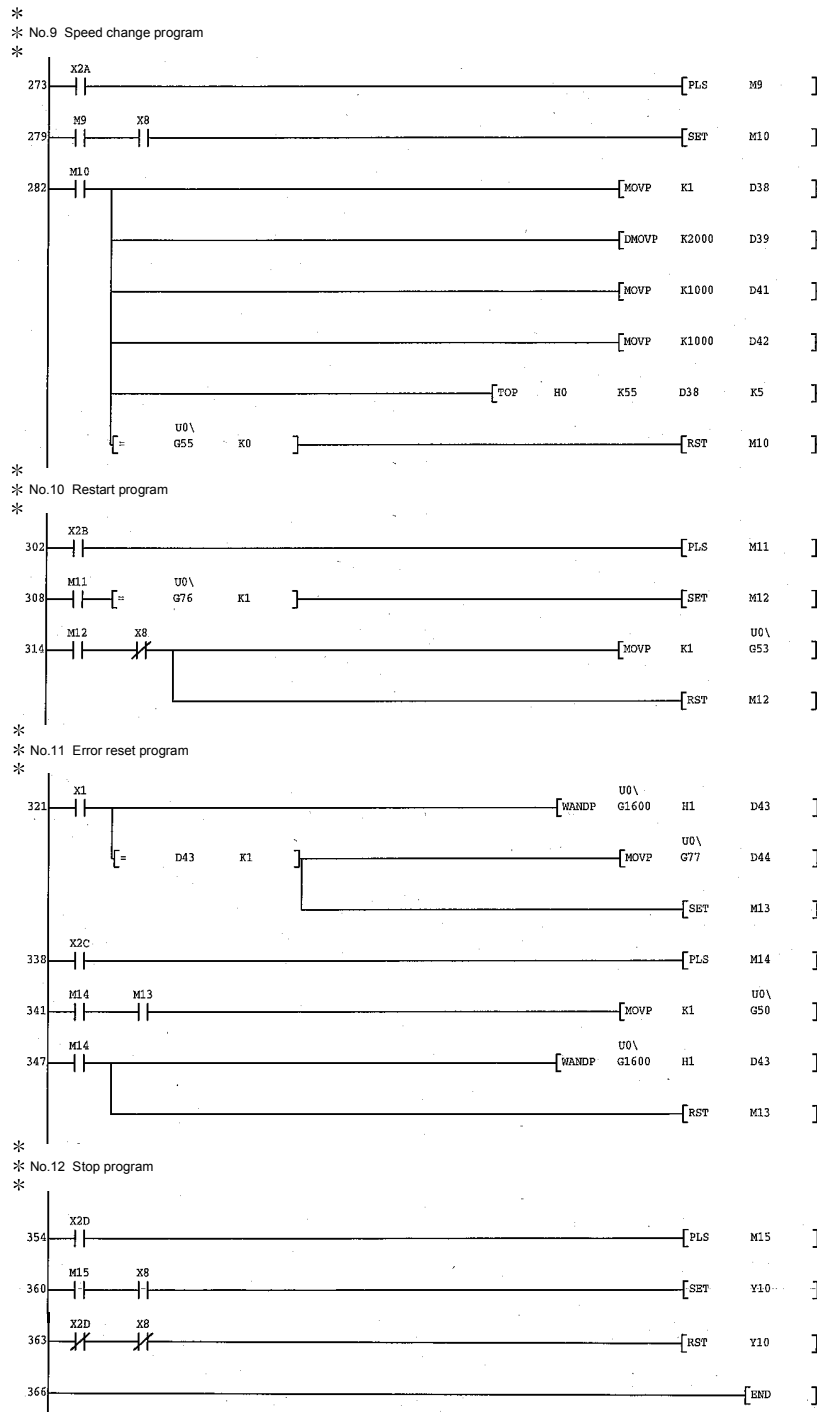 *
* No.9 Speed change program
*
X2A
273 [PLS M9 ]
M9 X8
279 [SET M10 ]
M10
282 [MOVP K1 D38 ]
[DMOVP K2000 D39 ]
[MOVP K1000 D41 ]
[MOVP K1000 D42 ]
[TOP H0 K55 D38 K5 ]
U0\
[= G55 K0 ] [RST M10 ]
*
* No.10 Restart program
*
X2B
302 [PLS M11 ]
M11 U0\
308 [= G76 K1 ] [SET M12 ]
M12 X8 U0\
314 [MOVP K1 G53 ]
[RST M12 ]
*
* No.11 Error reset program
*
X1 U0\
321 [WANDP G1600 H1 D43 ]
U0\
[= D43 K1 ] [MOVP G77 D44 ]
[SET M13 ]
X2C
338 [PLS M14 ]
M14 M13 U0\
341 [MOVP K1 G50 ]
M14 U0\
347 [WANDP G1600 H1 D43 ]
[RST M13 ]
*
* No.12 Stop program
*
X2D
354 [PLS M15 ]
M15 X8
360 [SET Y10 ]
X2D X8
363 [RST Y10 ]
366 [END ]